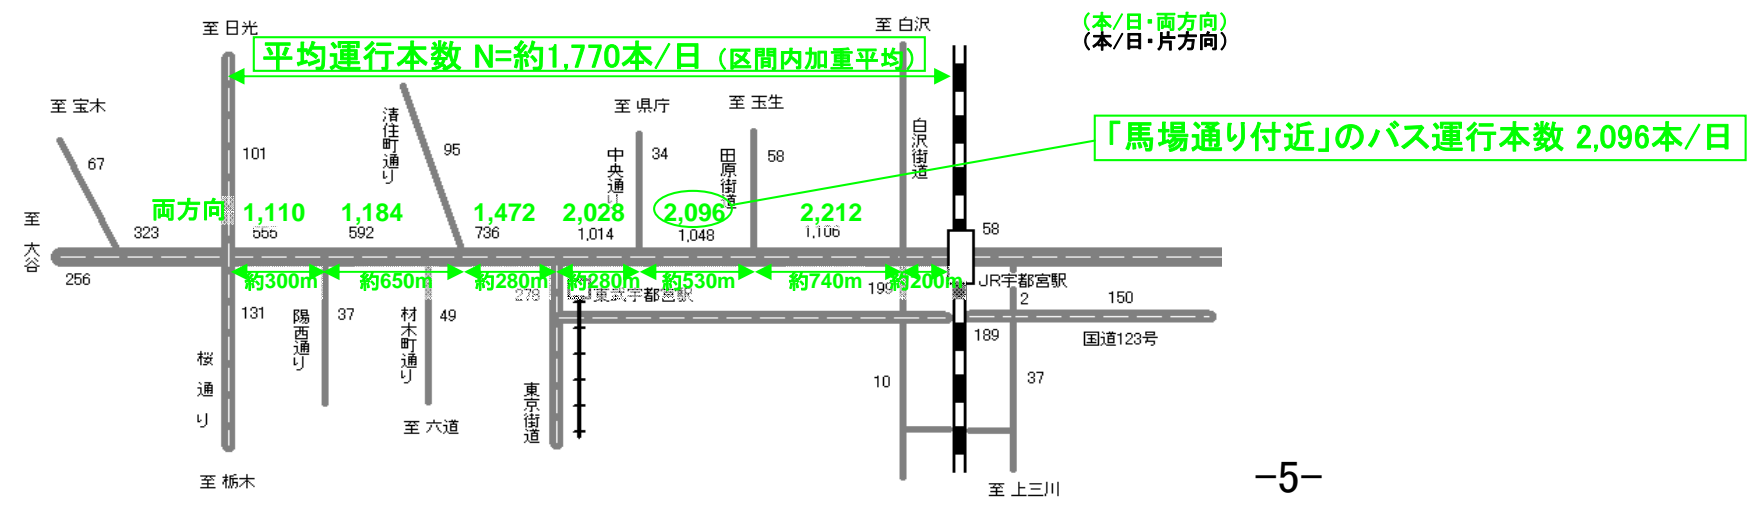 至 日光
至 白沢
(本/日・両方向)
(本/日・片方向)
平均運行本数 N=約1,770本/日 (区間内加重平均)
至 宝木
至 県庁
至 玉生
清住町通り
中央通り
田原街道
白沢街道
「馬場通り付近」のバス運行本数 2,096本/日
67
101
95
34
58
両方向
1,110
1,184
1,472
2,028
2,096
2,212
至 大谷
323
555
592
736
1,014
1,048
1,106
58
256
約300m
約650m
約280m
約280m
約530m
約740m
約200m
JR宇都宮駅
278
東武宇都宮駅
199
2
150
131
陽西通り
37
材木町通り
49
189
国道123号
桜通り
東京街道
10
37
至 六道
至 栃木
至 上三川
-5-